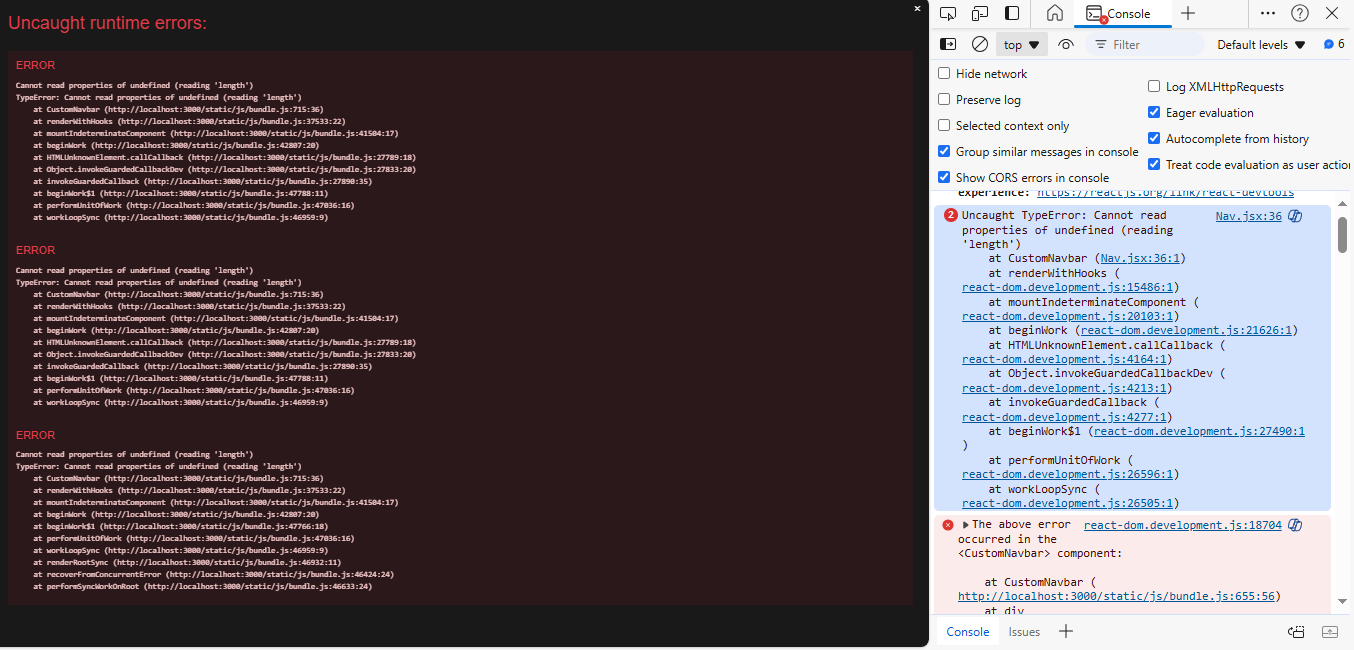 Uncaught runtime errors:
×
ERROR
Cannot read properties of undefined (reading 'length')
TypeError: Cannot read properties of undefined (reading 'length')
at CustomNavbar (http://localhost:3000/static/js/bundle.js:715:36)
at renderWithHooks (http://localhost:3000/static/js/bundle.js:37533:22)
at mountIndeterminateComponent (http://localhost:3000/static/js/bundle.js:41504:17)
at beginWork (http://localhost:3000/static/js/bundle.js:42807:20)
at HTMLUnknownElement.callCallback (http://localhost:3000/static/js/bundle.js:27789:18)
at Object.invokeGuardedCallbackDev (http://localhost:3000/static/js/bundle.js:27833:20)
at invokeGuardedCallback (http://localhost:3000/static/js/bundle.js:27890:35)
at beginWork$1 (http://localhost:3000/static/js/bundle.js:47788:11)
at performUnitOfWork (http://localhost:3000/static/js/bundle.js:47036:16)
at workLoopSync (http://localhost:3000/static/js/bundle.js:46959:9)
ERROR
Cannot read properties of undefined (reading 'length')
TypeError: Cannot read properties of undefined (reading 'length')
at CustomNavbar (http://localhost:3000/static/js/bundle.js:715:36)
at renderWithHooks (http://localhost:3000/static/js/bundle.js:37533:22)
at mountIndeterminateComponent (http://localhost:3000/static/js/bundle.js:41504:17)
at beginWork (http://localhost:3000/static/js/bundle.js:42807:20)
at HTMLUnknownElement.callCallback (http://localhost:3000/static/js/bundle.js:27789:18)
at Object.invokeGuardedCallbackDev (http://localhost:3000/static/js/bundle.js:27833:20)
at invokeGuardedCallback (http://localhost:3000/static/js/bundle.js:27890:35)
at beginWork$1 (http://localhost:3000/static/js/bundle.js:47788:11)
at performUnitOfWork (http://localhost:3000/static/js/bundle.js:47036:16)
at workLoopSync (http://localhost:3000/static/js/bundle.js:46959:9)
ERROR
Cannot read properties of undefined (reading 'length')
TypeError: Cannot read properties of undefined (reading 'length')
at CustomNavbar (http://localhost:3000/static/js/bundle.js:715:36)
at renderWithHooks (http://localhost:3000/static/js/bundle.js:37533:22)
at mountIndeterminateComponent (http://localhost:3000/static/js/bundle.js:41504:17)
at beginWork (http://localhost:3000/static/js/bundle.js:42807:20)
at beginWork$1 (http://localhost:3000/static/js/bundle.js:47766:18)
at performUnitOfWork (http://localhost:3000/static/js/bundle.js:47036:16)
at workLoopSync (http://localhost:3000/static/js/bundle.js:46959:9)
at renderRootSync (http://localhost:3000/static/js/bundle.js:46932:11)
at recoverFromConcurrentError (http://localhost:3000/static/js/bundle.js:46424:24)
at performSyncWorkOnRoot (http://localhost:3000/static/js/bundle.js:46633:24)
Console
top
Filter
Default levels
6
Hide network
Preserve log
Selected context only
Group similar messages in console
Show CORS errors in console
Log XMLHttpRequests
Eager evaluation
Autocomplete from history
Treat code evaluation as user action
experience: https://reactjs.org/link/react-devtools
2 Uncaught TypeError: Cannot read Nav.jsx:36
properties of undefined (reading
'length')
at CustomNavbar (Nav.jsx:36:1)
at renderWithHooks (
react-dom.development.js:15486:1)
at mountIndeterminateComponent (
react-dom.development.js:20103:1)
at beginWork (react-dom.development.js:21626:1)
at HTMLUnknownElement.callCallback (
react-dom.development.js:4164:1)
at Object.invokeGuardedCallbackDev (
react-dom.development.js:4213:1)
at invokeGuardedCallback (
react-dom.development.js:4277:1)
at beginWork$1 (react-dom.development.js:27490:1
)
at performUnitOfWork (
react-dom.development.js:26596:1)
at workLoopSync (
react-dom.development.js:26505:1)
The above error react-dom.development.js:18704
occurred in the
<CustomNavbar> component:
at CustomNavbar (
http://localhost:3000/static/js/bundle.js:655:56)
at div
Console
Issues